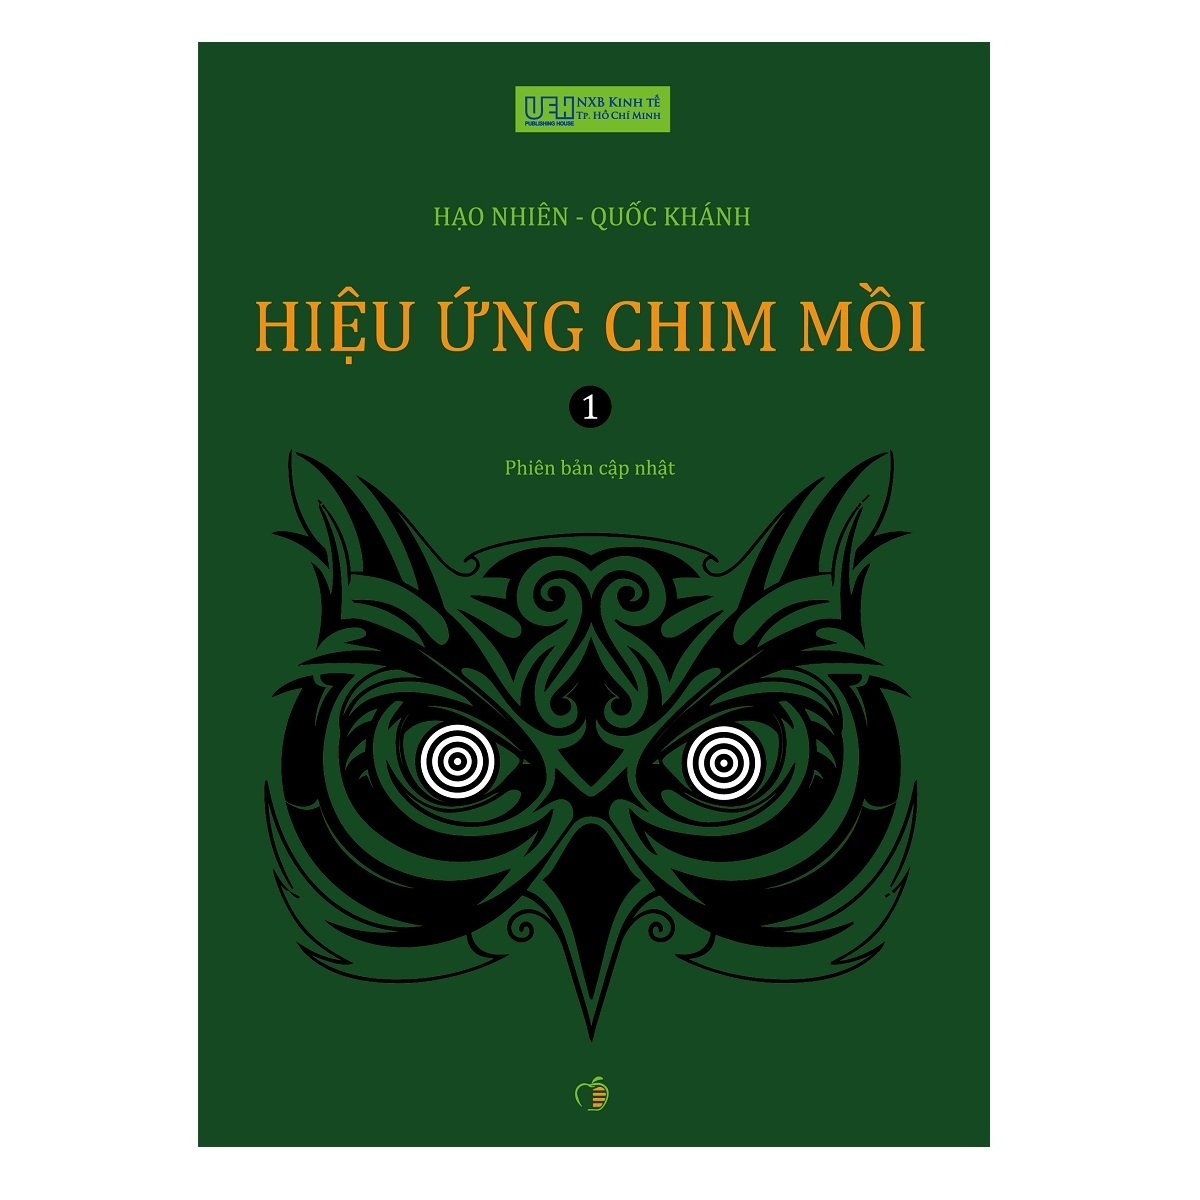 UEH
PUBLISHING HOUSE
NXB KINH TẾ
TP. HỒ CHÍ MINH
HẠO NHIÊN - QUỐC KHÁNH
HIỆU ỨNG CHIM MỒI
1
Phiên bản cập nhật